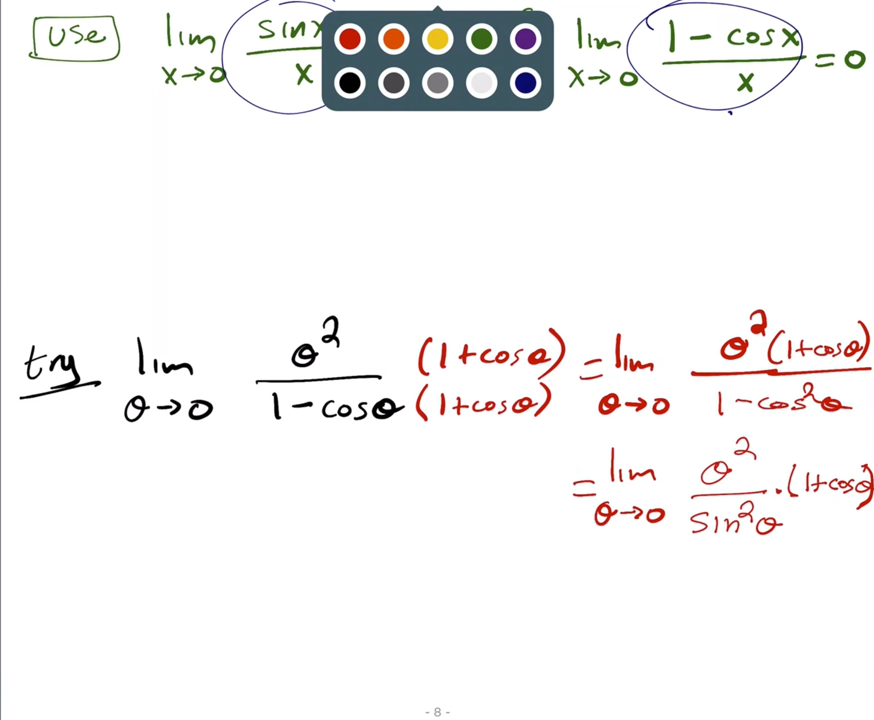 Use lim x→0 sinx/x lim x→0 (1 - cosx)/x = 0
try lim θ→0 θ²/(1 - cosθ) (1+cosθ)/(1+cosθ) = lim θ→0 θ²(1+cosθ)/(1-cos²θ)
= lim θ→0 θ²/sin²θ · (1+cosθ)
- 8 -